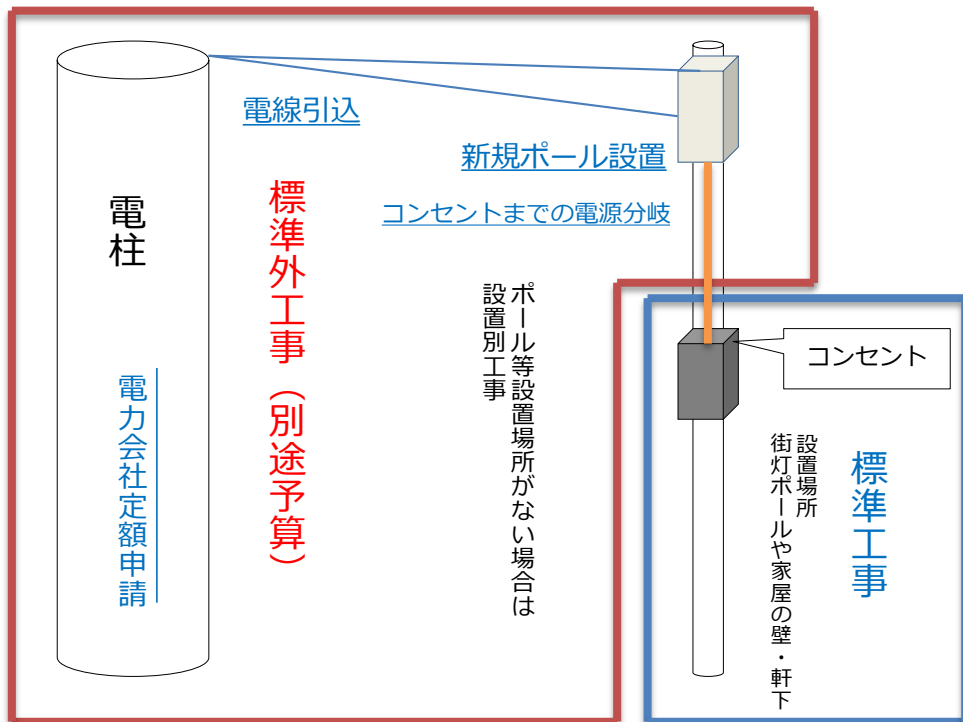 電線引込
新規ポール設置
コンセントまでの電源分岐
電柱
標準外工事（別途予算）
電力会社定額申請
ポール等設置場所がない場合は
設置別工事
コンセント
設置場所
街灯ポールや家屋の壁・軒下
標準工事